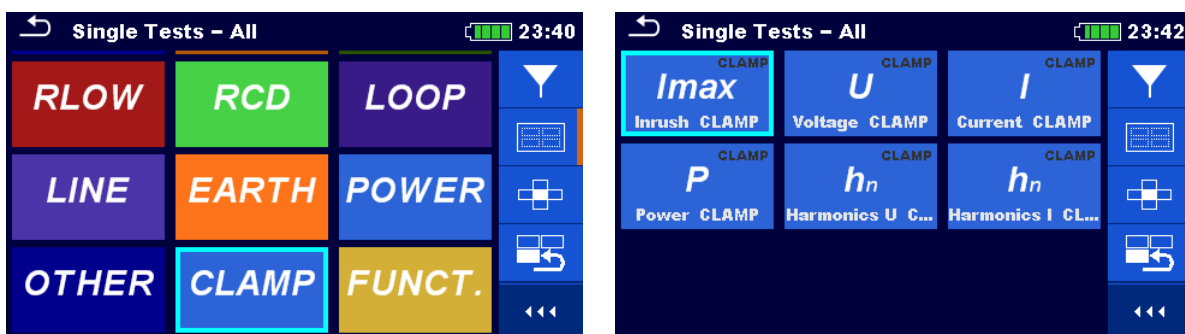 Single Tests – All 23:40
RLOW RCD LOOP
LINE EARTH POWER
OTHER CLAMP FUNCT.
Single Tests – All 23:42
CLAMP CLAMP CLAMP
Imax U I
Inrush CLAMP Voltage CLAMP Current CLAMP
CLAMP CLAMP CLAMP
P hn hn
Power CLAMP Harmonics U C... Harmonics I CL...